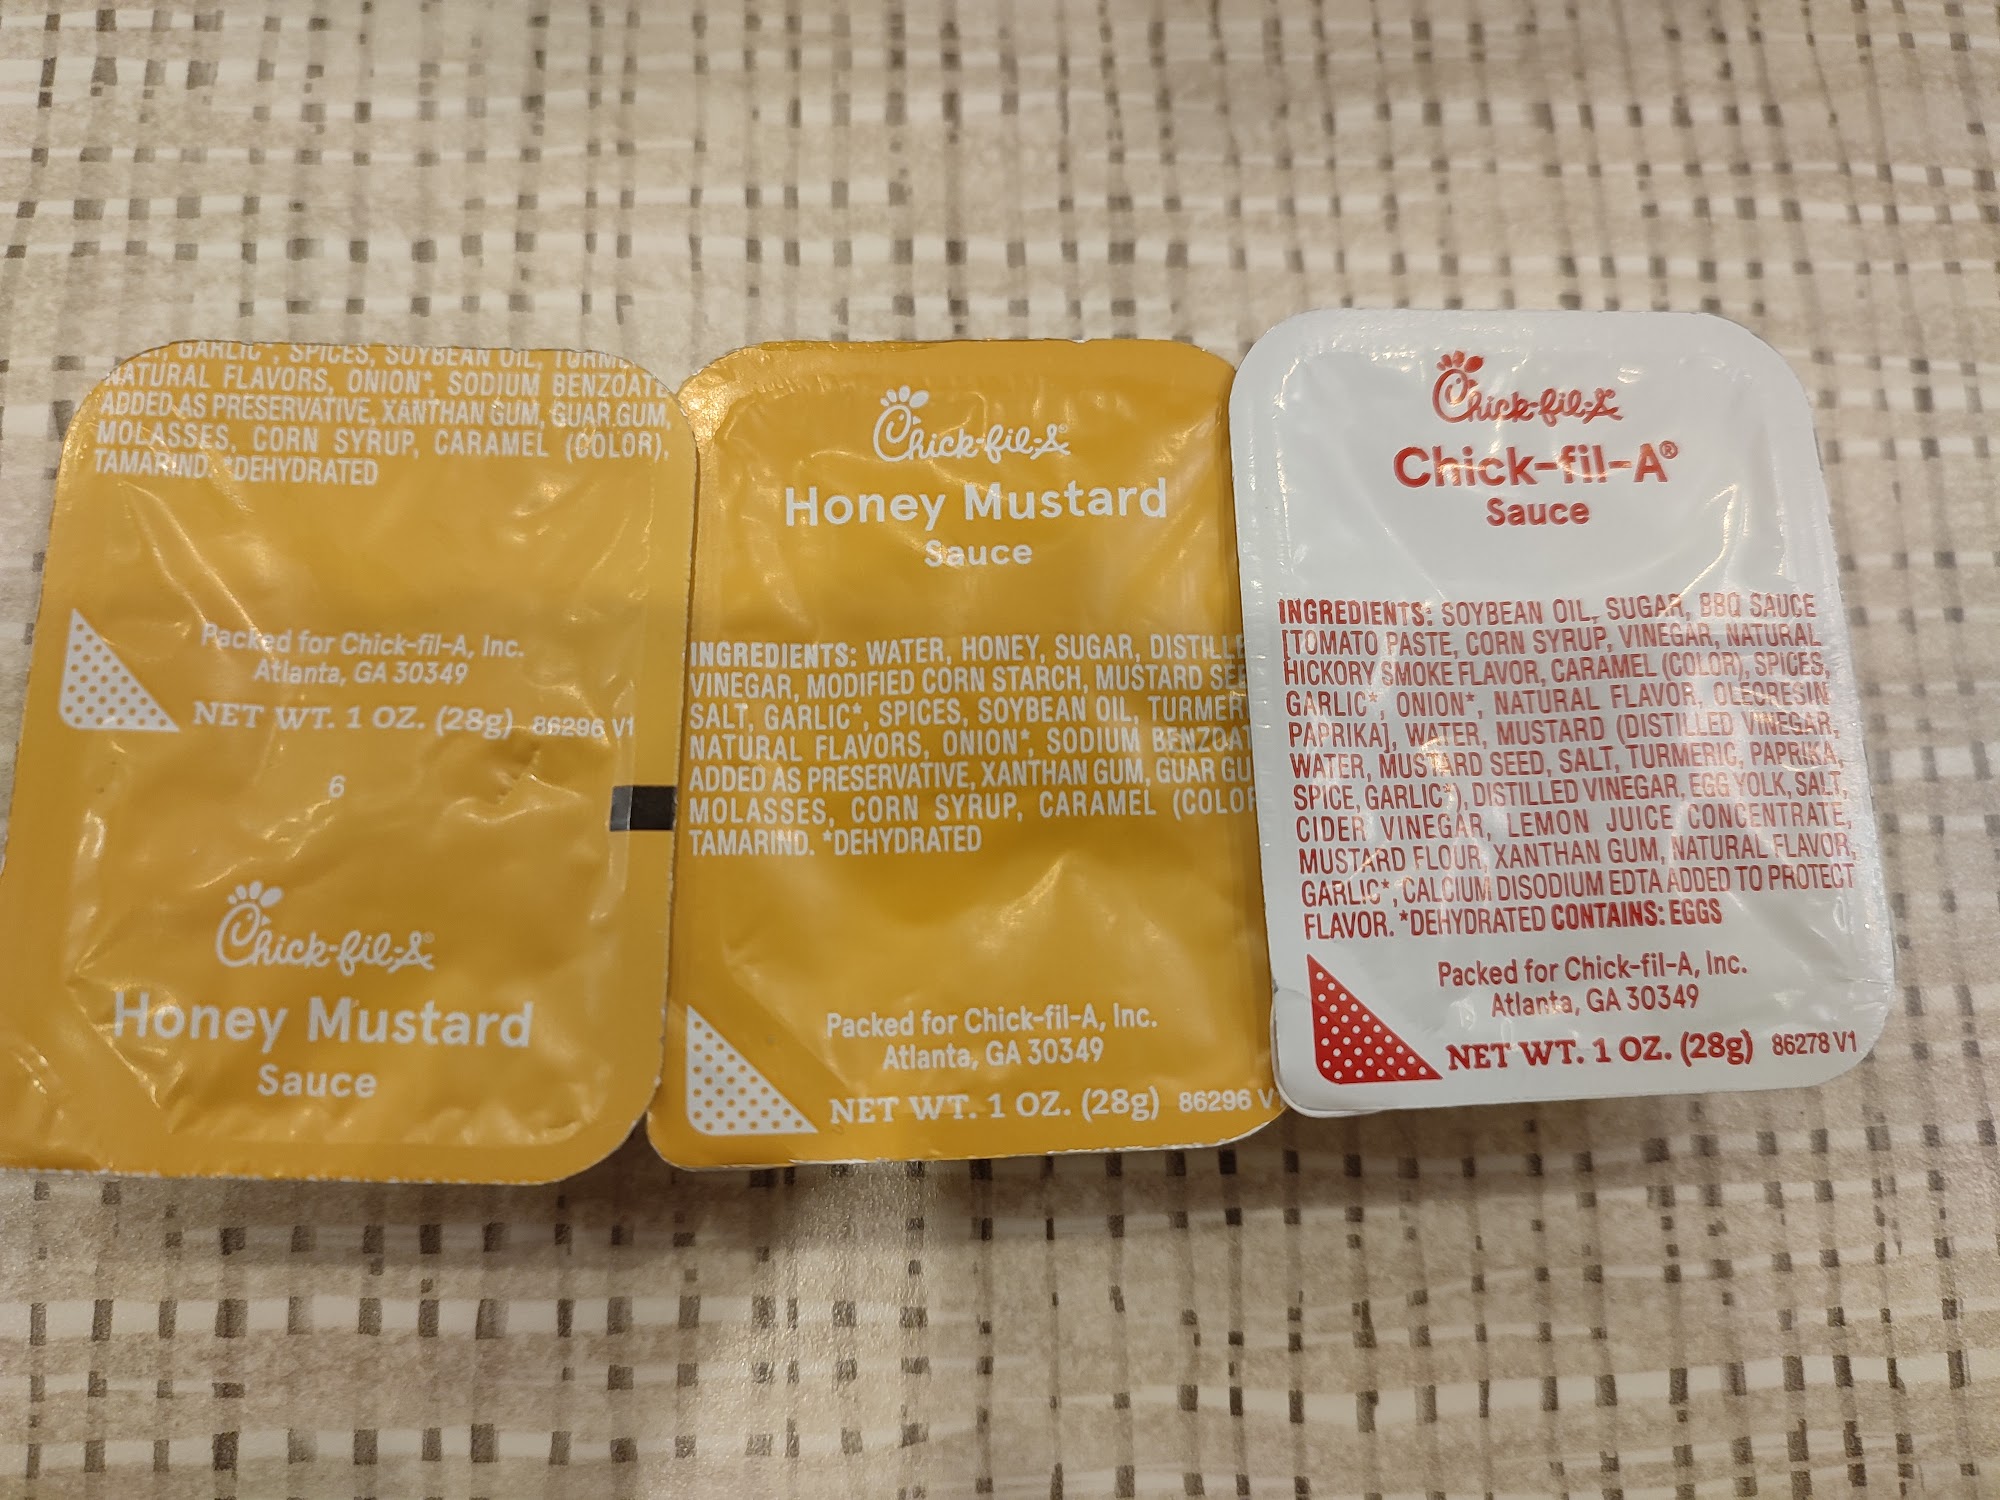 GARLIC*, SPICES, SOYBEAN OIL,
NATURAL FLAVORS, ONION*, SODIUM
ADDED AS PRESERVATIVE, XANTHAN GUM, GUAR GUM,
MOLASSES, CORN SYRUP, CARAMEL (COLOR),
TAMARIND. *DEHYDRATED
Packed for Chick-fil-A, Inc.
Atlanta, GA 30349
NET WT. 1 OZ. (28g) 86296 V1
6
Chick-fil-A®
Honey Mustard
Sauce
Chick-fil-A®
Honey Mustard
Sauce
INGREDIENTS: WATER, HONEY, SUGAR,
VINEGAR, MODIFIED CORN STARCH, MUSTARD
SALT, GARLIC*, SPICES, SOYBEAN OIL,
NATURAL FLAVORS, ONION*, SODIUM
ADDED AS PRESERVATIVE, XANTHAN GUM, GUAR
MOLASSES, CORN SYRUP, CARAMEL
TAMARIND. *DEHYDRATED
Packed for Chick-fil-A, Inc.
Atlanta, GA 30349
NET WT. 1 OZ. (28g) 86296
Chick-fil-A
Chick-fil-A®
Sauce
INGREDIENTS: SOYBEAN OIL, SUGAR, BBQ SAUCE
[TOMATO PASTE, CORN SYRUP, VINEGAR, NATURAL
HICKORY SMOKE FLAVOR, CARAMEL (COLOR), SPICES,
GARLIC*, ONION*, NATURAL FLAVOR, OLEORESIN
PAPRIKA], WATER, MUSTARD (DISTILLED VINEGAR,
WATER, MUSTARD SEED, SALT, TURMERIC, PAPRIKA,
SPICE, GARLIC*), DISTILLED VINEGAR, EGG YOLK, SALT,
CIDER VINEGAR, LEMON JUICE CONCENTRATE,
MUSTARD FLOUR, XANTHAN GUM, NATURAL FLAVOR,
GARLIC*, CALCIUM DISODIUM EDTA ADDED TO PROTECT
FLAVOR. *DEHYDRATED CONTAINS: EGGS
Packed for Chick-fil-A, Inc.
Atlanta, GA 30349
NET WT. 1 OZ. (28g) 86278 V1